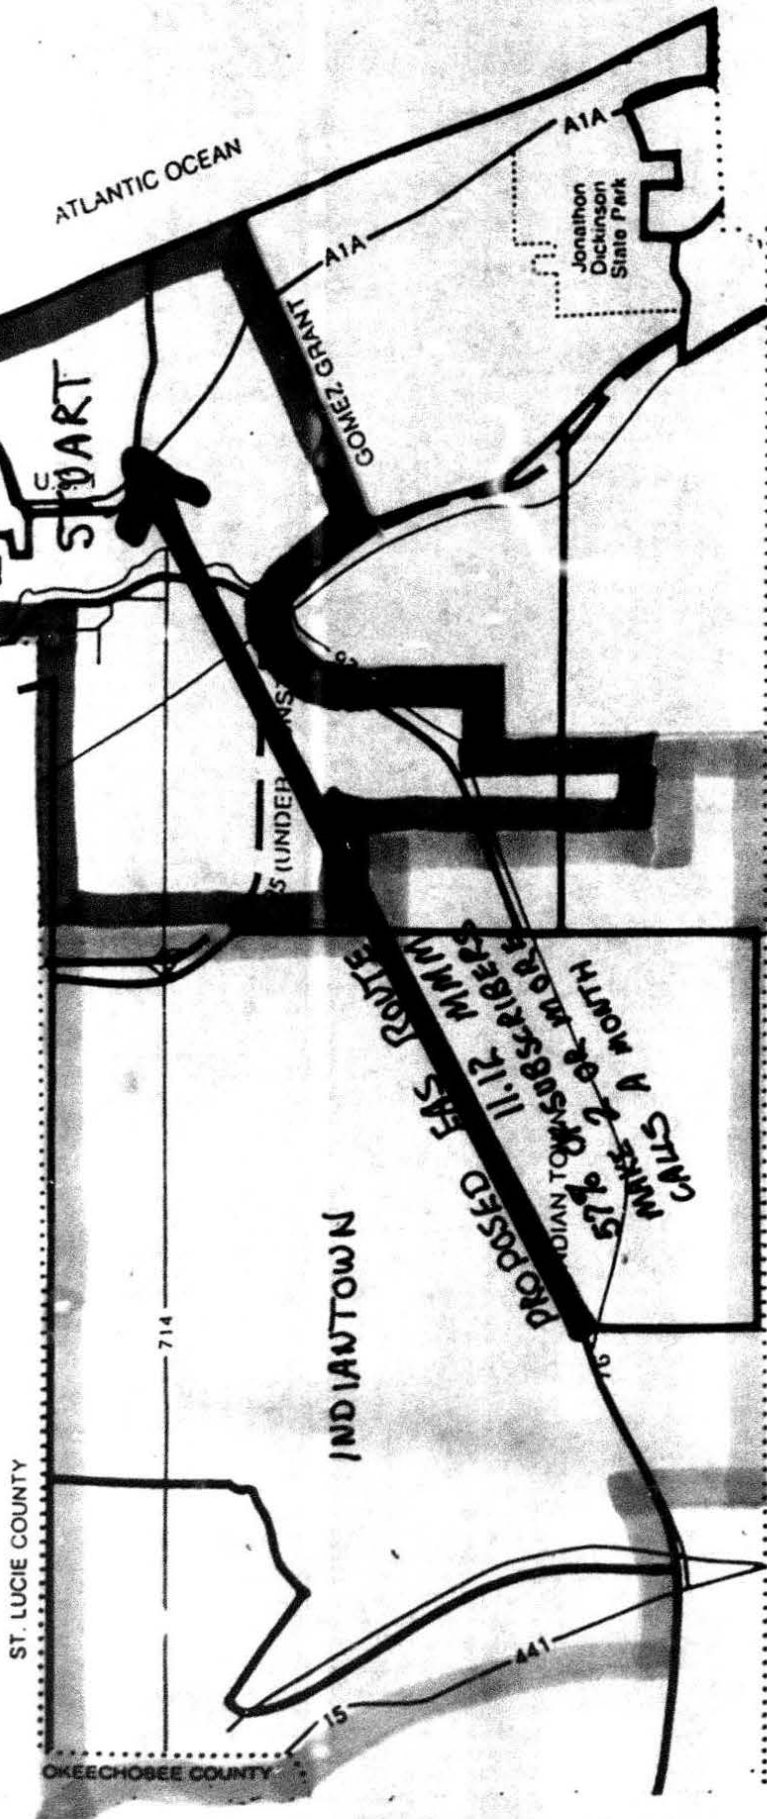 ATLANTIC OCEAN
A1A
A1A
Jonathon
Dickinson
State Park
GOMEZ GRANT
STUART
(UNDER
PROPOSED EAS ROUTE
11.12 MMM
57% OF SUBSCRIBERS
MAKE 2 OR MORE
CALLS A MONTH
INDIANTOWN
76
714
441
15
ST. LUCIE COUNTY
OKEECHOBEE COUNTY